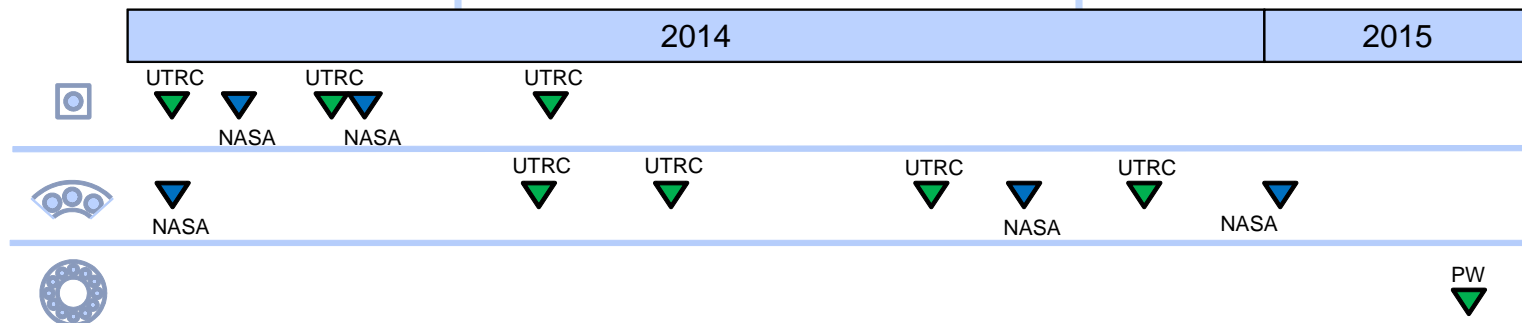 2014 2015
UTRC UTRC UTRC
NASA NASA
UTRC UTRC UTRC UTRC
NASA NASA NASA
PW